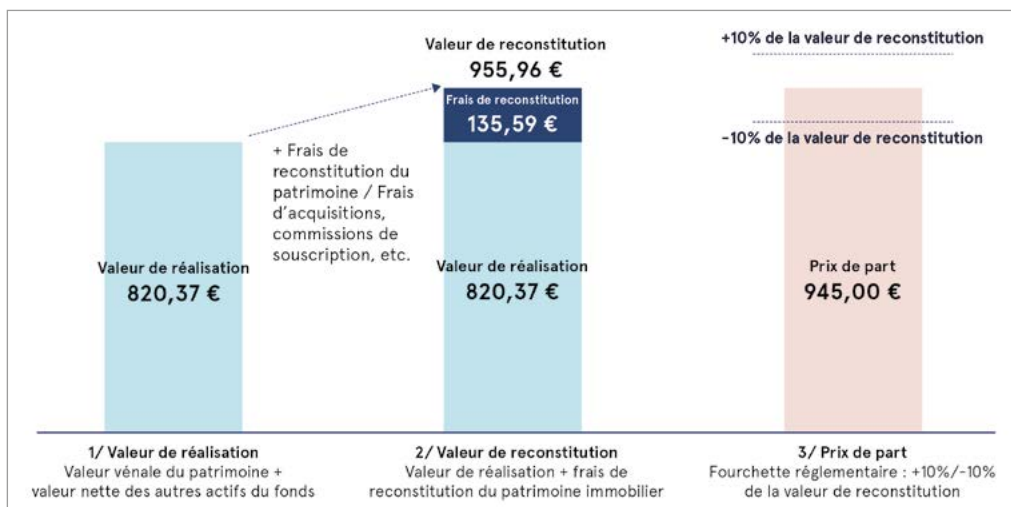 Valeur de reconstitution
955,96 €
Frais de reconstitution
135,59 €
+10% de la valeur de reconstitution
-10% de la valeur de reconstitution
+ Frais de
reconstitution du
patrimoine / Frais
d'acquisitions,
commissions de
souscription, etc.
Valeur de réalisation
820,37 €
Valeur de réalisation
820,37 €
Prix de part
945,00 €
1/ Valeur de réalisation
Valeur vénale du patrimoine +
valeur nette des autres actifs du fonds
2/ Valeur de reconstitution
Valeur de réalisation + frais de
reconstitution du patrimoine immobilier
3/ Prix de part
Fourchette réglementaire : +10%/-10%
de la valeur de reconstitution